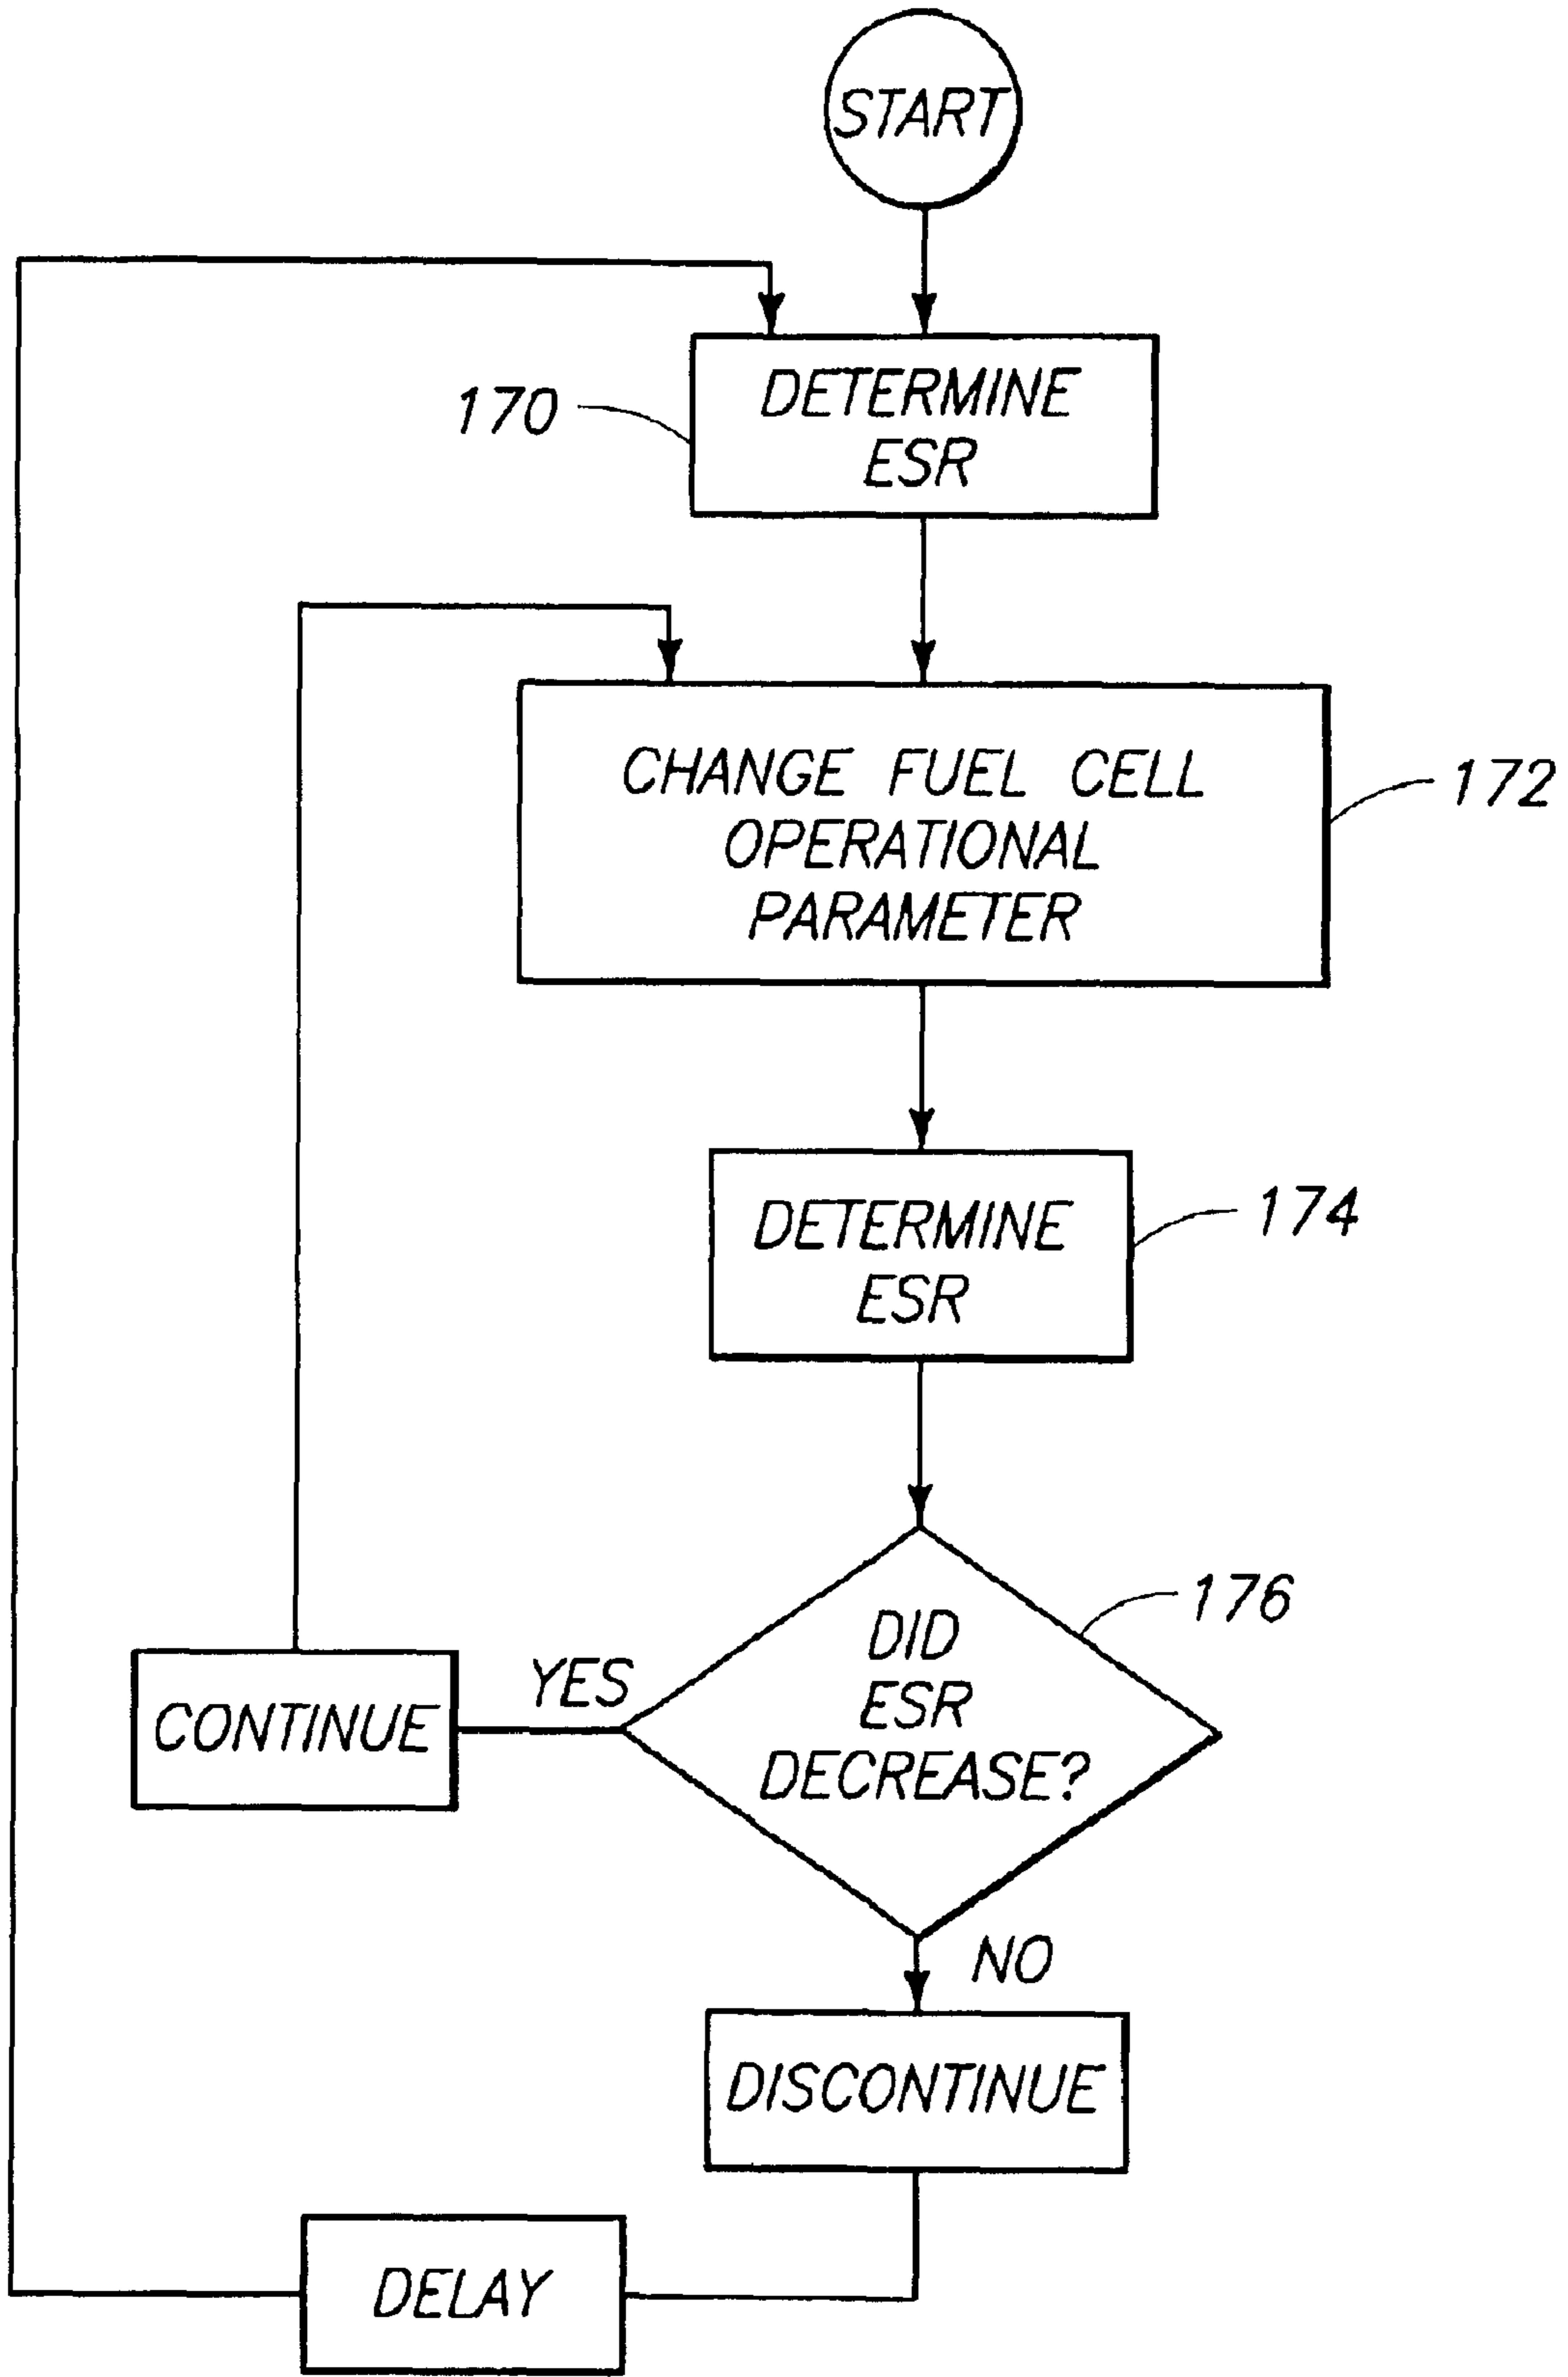 START
DETERMINE
ESR
170
CHANGE FUEL CELL
OPERATIONAL
PARAMETER
172
DETERMINE
ESR
174
DID
ESR
DECREASE?
176
YES
CONTINUE
NO
DISCONTINUE
DELAY